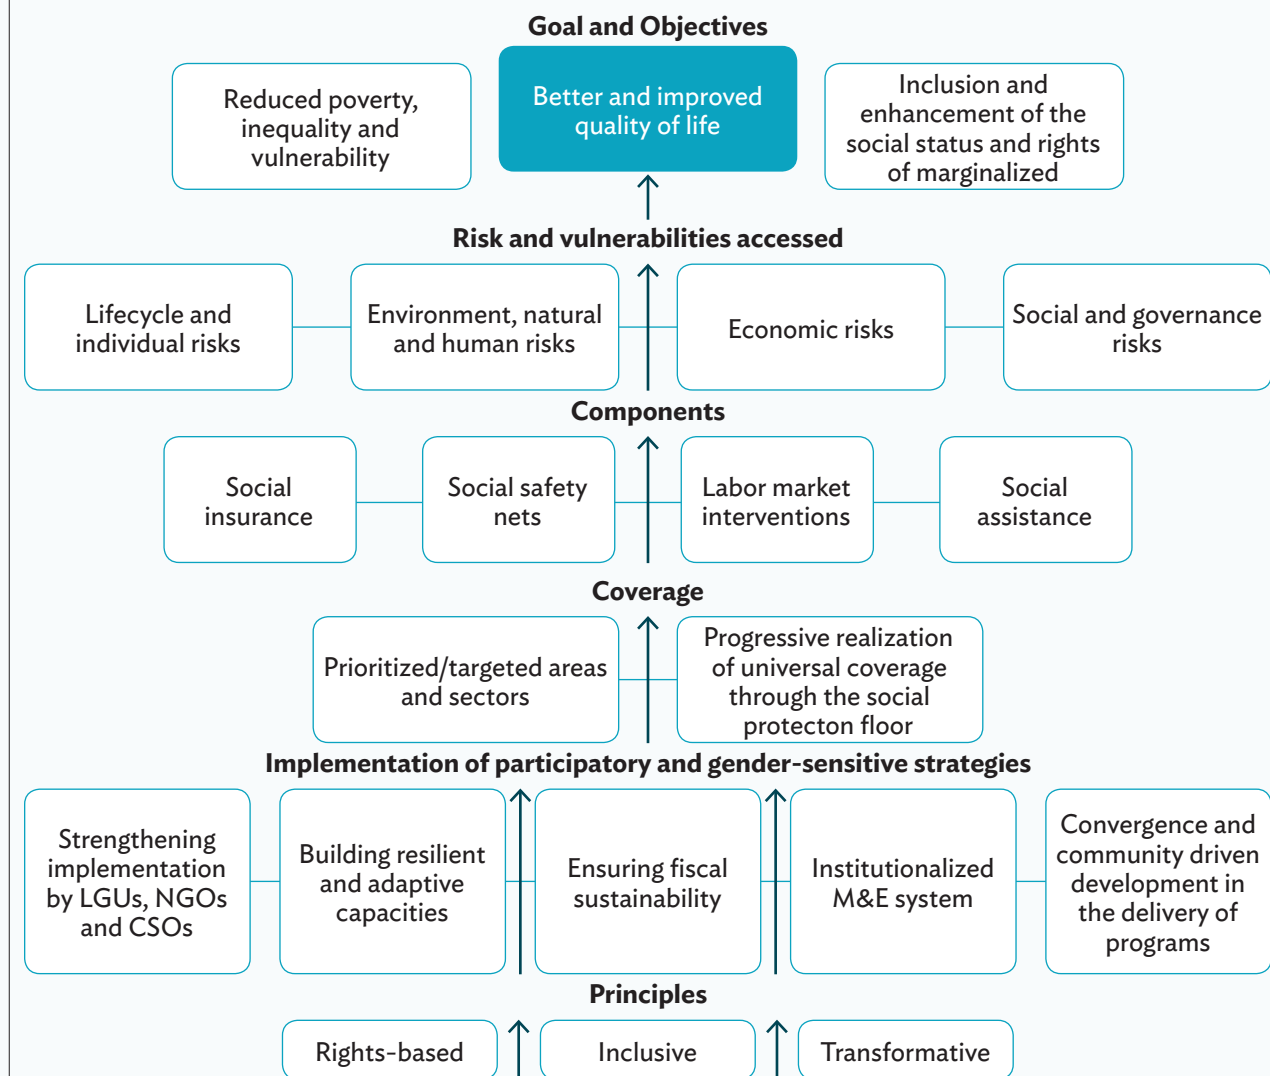 Goal and Objectives
Reduced poverty,
inequality and
vulnerability
Better and improved
quality of life
Inclusion and
enhancement of the
social status and rights
of marginalized
Risk and vulnerabilities accessed
Lifecycle and
individual risks
Environment, natural
and human risks
Economic risks
Social and governance
risks
Components
Social
insurance
Social safety
nets
Labor market
interventions
Social
assistance
Coverage
Prioritized/targeted areas
and sectors
Progressive realization
of universal coverage
through the social
protecton floor
Implementation of participatory and gender-sensitive strategies
Strengthening
implementation
by LGUs, NGOs
and CSOs
Building resilient
and adaptive
capacities
Ensuring fiscal
sustainability
Institutionalized
M&E system
Convergence and
community driven
development in
the delivery of
programs
Principles
Rights-based
Inclusive
Transformative